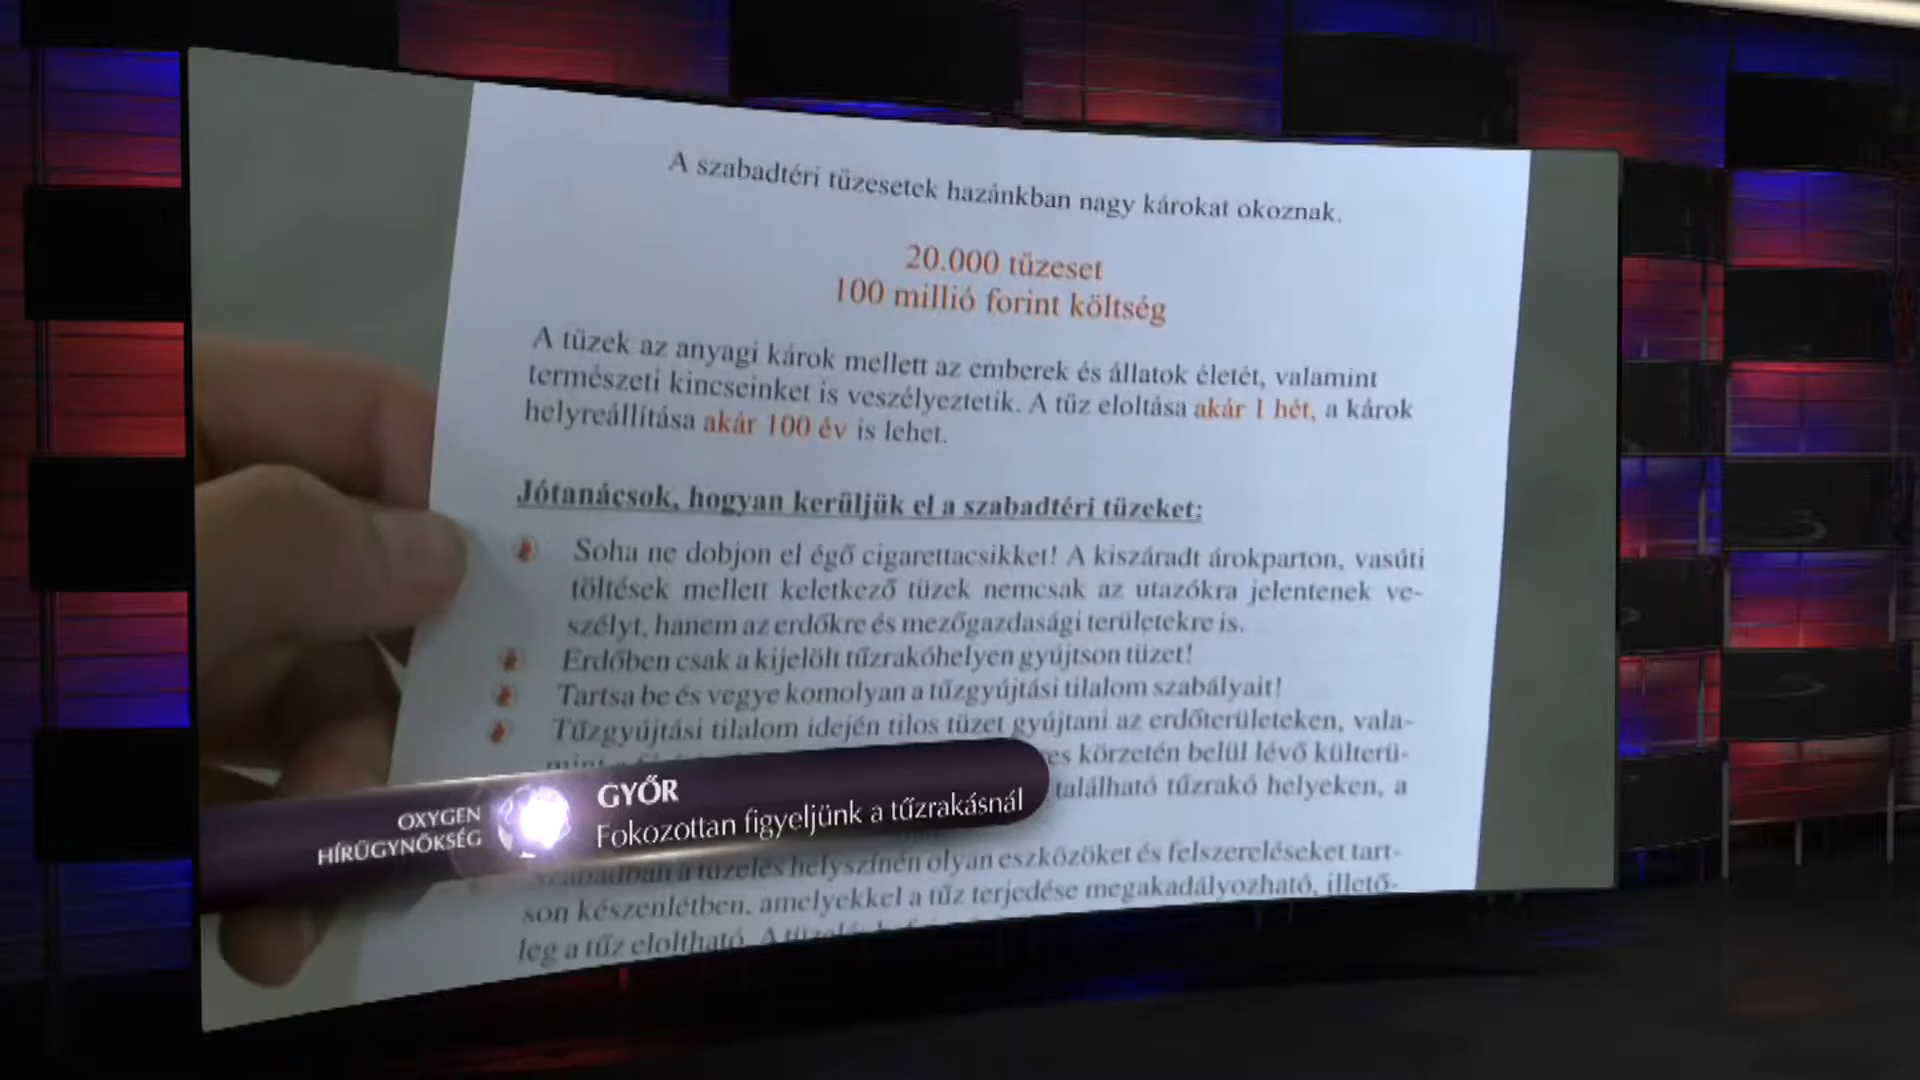 A szabadtéri tüzesetek hazánkban nagy károkat okoznak.
20.000 tüzeset
100 millió forint költség
A tüzek az anyagi károk mellett az emberek és állatok életét, valamint
természeti kincseinket is veszélyeztetik. A tűz eloltása akár 1 hét, a károk
helyreállítása akár 100 év is lehet.
Jótanácsok, hogyan kerüljük el a szabadtéri tüzeket:
Soha ne dobjon el égő cigarettacsikket! A kiszáradt árokparton, vasúti
töltések mellett keletkező tüzek nemcsak az utazókra jelentenek ve-
szélyt, hanem az erdőkre és mezőgazdasági területekre is.
Erdőben csak a kijelölt tűzrakóhelyen gyújtson tüzet!
Tartsa be és vegye komolyan a tűzgyújtási tilalom szabályait!
Tűzgyújtási tilalom idején tilos tüzet gyújtani az erdőterületeken, vala-
körzetén belül lévő külterü-
található tűzrakó helyeken, a
OXYGEN
HÍRÜGYNÖKSÉG
GYŐR
Fokozottan figyeljünk a tűzrakásnál
Szabadban a tüzelés helyszínén olyan eszközöket és felszereléseket tart-
son készenlétben, amelyekkel a tűz terjedése megakadályozható, illető-
leg a tűz eloltható.